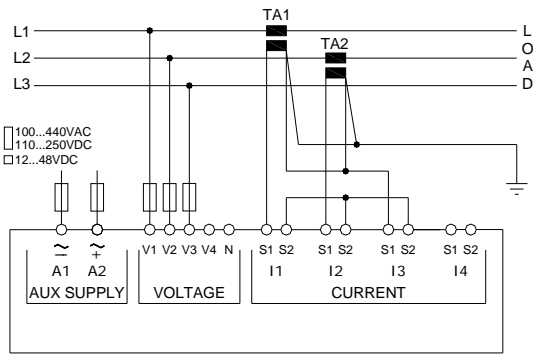 TA1
L1 L
TA2
L2 O
A
L3 D
100...440VAC
110...250VDC
12...48VDC
V1 V2 V3 V4 N S1 S2 S1 S2 S1 S2 S1 S2
~ ~
– +
A1 A2 I1 I2 I3 I4
AUX SUPPLY VOLTAGE CURRENT